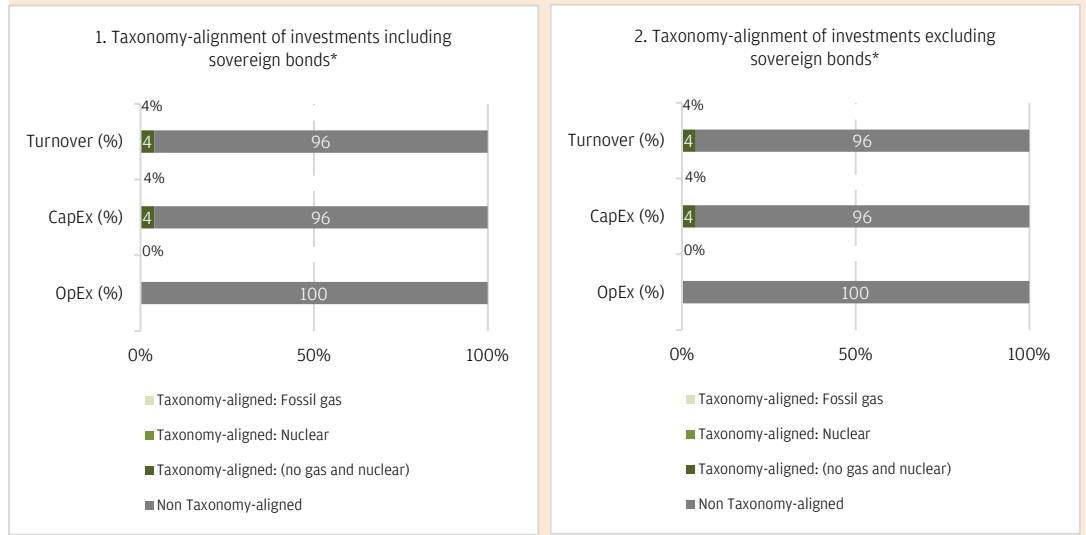 1. Taxonomy-alignment of investments including
sovereign bonds*
4%
Turnover (%)
4
96
4%
CapEx (%)
4
96
0%
OpEx (%)
100
0%
50%
100%
Taxonomy-aligned: Fossil gas
Taxonomy-aligned: Nuclear
Taxonomy-aligned: (no gas and nuclear)
Non Taxonomy-aligned
2. Taxonomy-alignment of investments excluding
sovereign bonds*
4%
Turnover (%)
4
96
4%
CapEx (%)
4
96
0%
OpEx (%)
100
0%
50%
100%
Taxonomy-aligned: Fossil gas
Taxonomy-aligned: Nuclear
Taxonomy-aligned: (no gas and nuclear)
Non Taxonomy-aligned